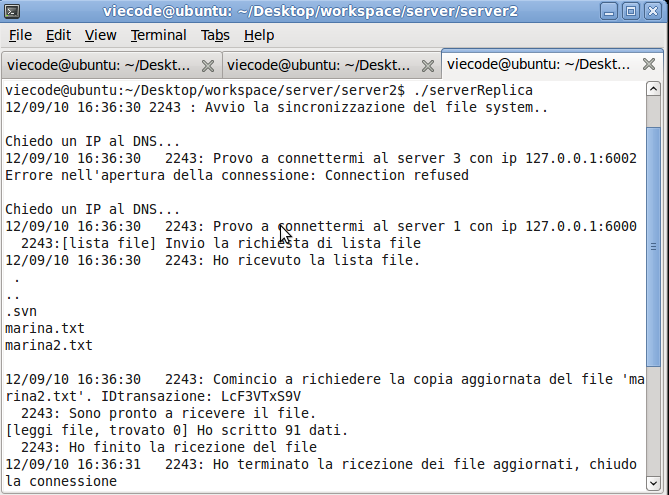 viecode@ubuntu: ~/Desktop/workspace/server/server2
File Edit View Terminal Tabs Help
viecode@ubuntu: ~/Deskt... viecode@ubuntu: ~/Deskt... viecode@ubuntu: ~/Deskt...
viecode@ubuntu:~/Desktop/workspace/server/server2$ ./serverReplica
12/09/10 16:36:30 2243 : Avvio la sincronizzazione del file system..
Chiedo un IP al DNS...
12/09/10 16:36:30   2243: Provo a connettermi al server 3 con ip 127.0.0.1:6002
Errore nell'apertura della connessione: Connection refused
Chiedo un IP al DNS...
12/09/10 16:36:30   2243: Provo a connettermi al server 1 con ip 127.0.0.1:6000
  2243:[lista file] Invio la richiesta di lista file
12/09/10 16:36:30   2243: Ho ricevuto la lista file.
 .
..
.svn
marina.txt
marina2.txt
12/09/10 16:36:30   2243: Comincio a richiedere la copia aggiornata del file 'ma
rina2.txt'. IDtransazione: LcF3VTxS9V
  2243: Sono pronto a ricevere il file.
[leggi file, trovato 0] Ho scritto 91 dati.
  2243: Ho finito la ricezione del file
12/09/10 16:36:31   2243: Ho terminato la ricezione dei file aggiornati, chiudo
la connessione